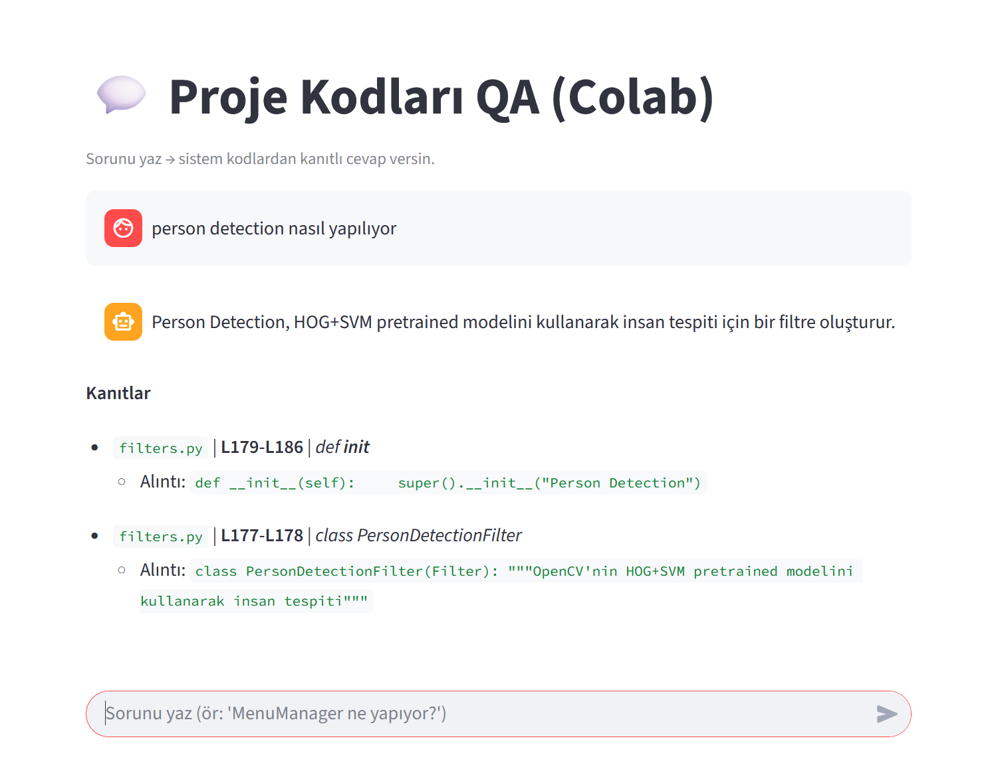 Proje Kodları QA (Colab)
Sorunu yaz → sistem kodlardan kanıtlı cevap versin.
person detection nasıl yapılıyor
Person Detection, HOG+SVM pretrained modelini kullanarak insan tespiti için bir filtre oluşturur.
Kanıtlar
filters.py | L179-L186 | def init
Alıntı: def __init__(self):     super().__init__("Person Detection")
filters.py | L177-L178 | class PersonDetectionFilter
Alıntı: class PersonDetectionFilter(Filter): """OpenCV'nin HOG+SVM pretrained modelini
kullanarak insan tespiti"""
Sorunu yaz (ör: 'MenuManager ne yapıyor?')